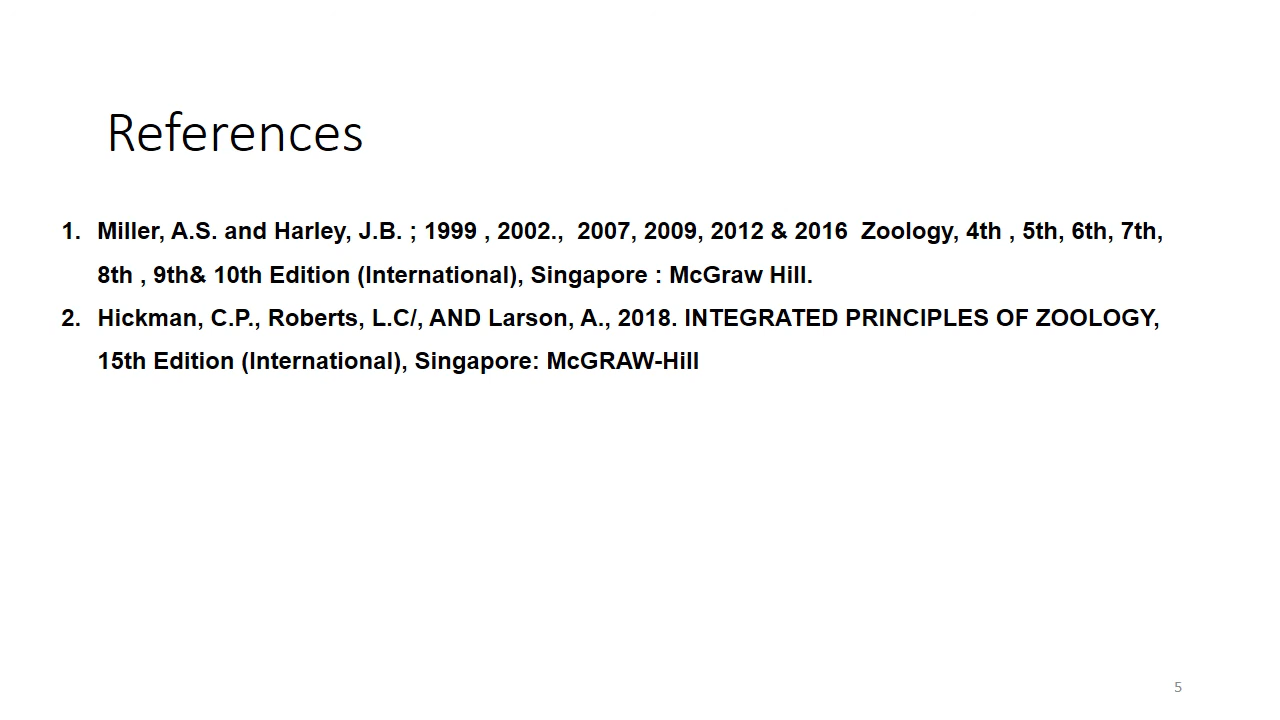 References
1. Miller, A.S. and Harley, J.B. ; 1999 , 2002., 2007, 2009, 2012 & 2016 Zoology, 4th , 5th, 6th, 7th,
8th , 9th& 10th Edition (International), Singapore : McGraw Hill.
2. Hickman, C.P., Roberts, L.C/, AND Larson, A., 2018. INTEGRATED PRINCIPLES OF ZOOLOGY,
15th Edition (International), Singapore: McGRAW-Hill
5